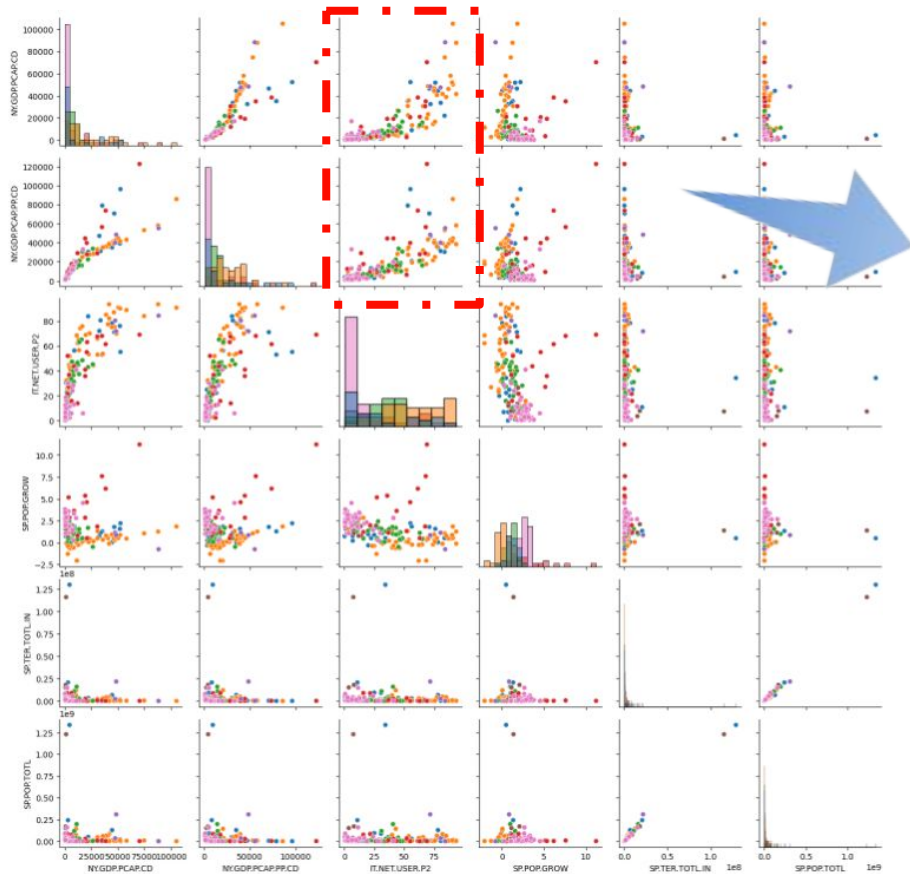 NY.GDP.PCAP.CD
100000
80000
60000
40000
20000
0
NY.GDP.PCAP.PP.CD
120000
100000
80000
60000
40000
20000
0
IT.NET.USER.P2
80
60
40
20
0
SP.POP.GROW
10.0
7.5
5.0
2.5
0.0
−2.5
1e8
SP.TER.TOTL.IN
1.25
1.00
0.75
0.50
0.25
0.00
1e9
SP.POP.TOTL
1.25
1.00
0.75
0.50
0.25
0.00
0 25000 50000 75000 100000
NY.GDP.PCAP.CD
0 50000 100000
NY.GDP.PCAP.PP.CD
0 25 50 75
IT.NET.USER.P2
0 5 10
SP.POP.GROW
0.0 0.5 1.0
1e8
SP.TER.TOTL.IN
0.0 0.5 1.0
1e9
SP.POP.TOTL